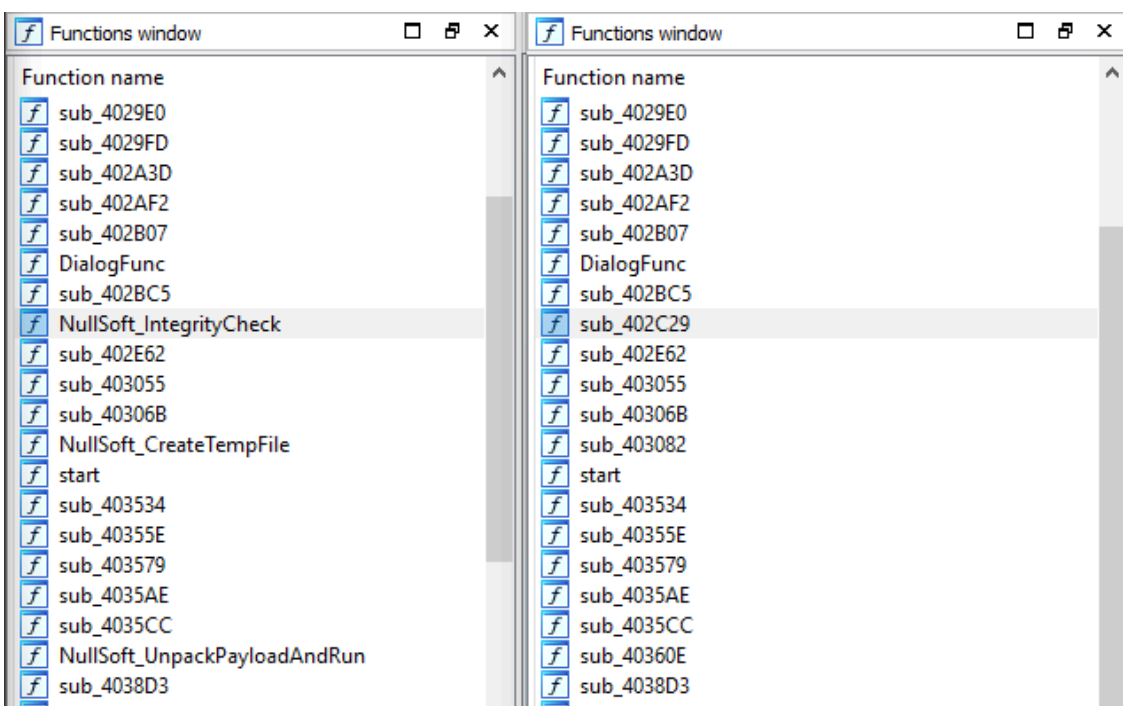 Functions window
Function name
sub_4029E0
sub_4029FD
sub_402A3D
sub_402AF2
sub_402B07
DialogFunc
sub_402BC5
NullSoft_IntegrityCheck
sub_402E62
sub_403055
sub_40306B
NullSoft_CreateTempFile
start
sub_403534
sub_40355E
sub_403579
sub_4035AE
sub_4035CC
NullSoft_UnpackPayloadAndRun
sub_4038D3
Functions window
Function name
sub_4029E0
sub_4029FD
sub_402A3D
sub_402AF2
sub_402B07
DialogFunc
sub_402BC5
sub_402C29
sub_402E62
sub_403055
sub_40306B
sub_403082
start
sub_403534
sub_40355E
sub_403579
sub_4035AE
sub_4035CC
sub_40360E
sub_4038D3